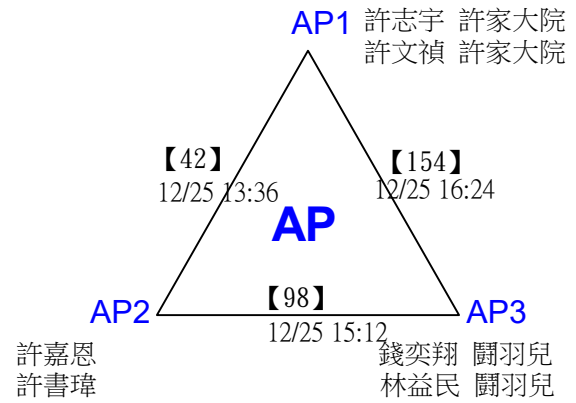 AP1 許志宇 許家大院
許文禎 許家大院
【42】
12/25 13:36
【154】
12/25 16:24
AP
AP2
【98】
12/25 15:12
AP3
許嘉恩
許書瑋
錢奕翔 鬪羽兒
林益民 鬪羽兒